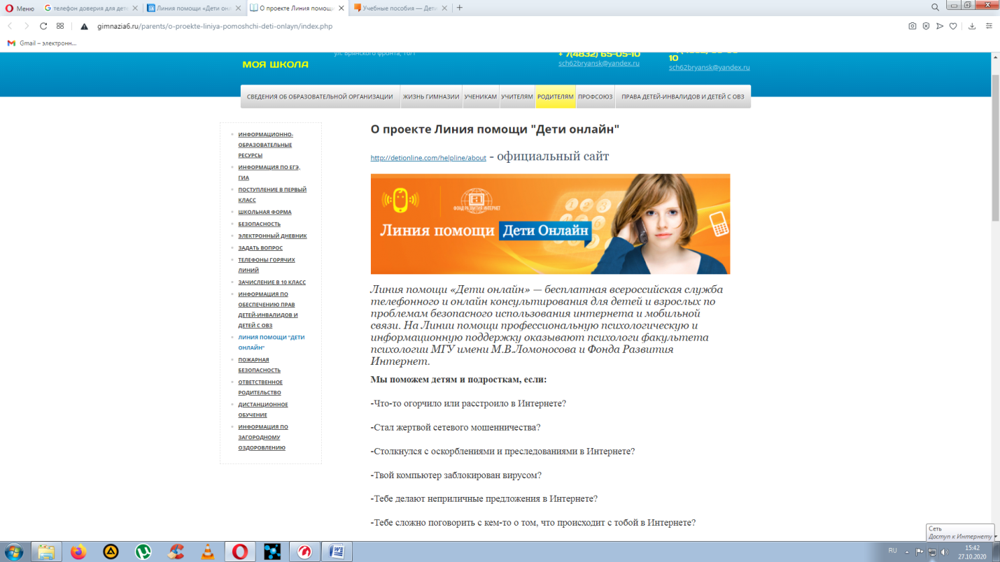 Меню
телефон доверия для дет
Линия помощи «Дети онл
О проекте Линия помощи
Учебные пособия — Дети
gimnazia6.ru/parents/o-proekte-liniya-pomoshchi-deti-onlayn/index.php
Gmail – электронн...
МОЯ ШКОЛА
ул. Брянского фронта,
+ 7(4832) 65-05-10
sch62bryansk@yandex.ru
10
sch62bryansk@yandex.ru
СВЕДЕНИЯ ОБ ОБРАЗОВАТЕЛЬНОЙ ОРГАНИЗАЦИИ ЖИЗНЬ ГИМНАЗИИ УЧЕНИКАМ УЧИТЕЛЯМ РОДИТЕЛЯМ ПРОФСОЮЗ ПРАВА ДЕТЕЙ-ИНВАЛИДОВ И ДЕТЕЙ С ОВЗ
ИНФОРМАЦИОННО-
ОБРАЗОВАТЕЛЬНЫЕ
РЕСУРСЫ
ИНФОРМАЦИЯ ПО ЕГЭ,
ГИА
ПОСТУПЛЕНИЕ В ПЕРВЫЙ
КЛАСС
ШКОЛЬНАЯ ФОРМА
БЕЗОПАСНОСТЬ
ЭЛЕКТРОННЫЙ ДНЕВНИК
ЗАДАТЬ ВОПРОС
ТЕЛЕФОНЫ ГОРЯЧИХ
ЛИНИЙ
ЗАЧИСЛЕНИЕ В 10 КЛАСС
ИНФОРМАЦИЯ ПО
ОБЕСПЕЧЕНИЮ ПРАВ
ДЕТЕЙ-ИНВАЛИДОВ И
ДЕТЕЙ С ОВЗ
ЛИНИЯ ПОМОЩИ "ДЕТИ
ОНЛАЙН"
ПОЖАРНАЯ
БЕЗОПАСНОСТЬ
ОТВЕТСТВЕННОЕ
РОДИТЕЛЬСТВО
ДИСТАНЦИОННОЕ
ОБУЧЕНИЕ
ИНФОРМАЦИЯ ПО
ЗАГОРОДНОМУ
ОЗДОРОВЛЕНИЮ
О проекте Линия помощи "Дети онлайн"
http://detionline.com/helpline/about - официальный сайт
ФОНД РАЗВИТИЯ ИНТЕРНЕТ
1 2 3
Линия помощи Дети Онлайн
Линия помощи «Дети онлайн» — бесплатная всероссийская служба
телефонного и онлайн консультирования для детей и взрослых по
проблемам безопасного использования интернета и мобильной
связи. На Линии помощи профессиональную психологическую и
информационную поддержку оказывают психологи факультета
психологии МГУ имени М.В.Ломоносова и Фонда Развития
Интернет.
Мы поможем детям и подросткам, если:
-Что-то огорчило или расстроило в Интернете?
-Стал жертвой сетевого мошенничества?
-Столкнулся с оскорблениями и преследованиями в Интернете?
-Твой компьютер заблокирован вирусом?
-Тебе делают неприличные предложения в Интернете?
-Тебе сложно поговорить с кем-то о том, что происходит с тобой в Интернете?
Сеть
Доступ к Интернету
RU
15:42
27.10.2020